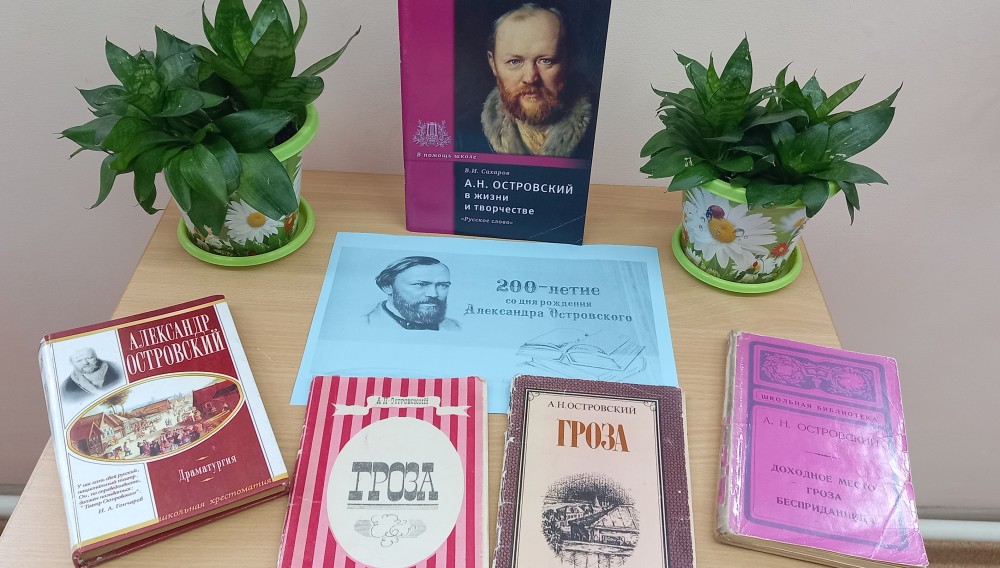 В помощь школе
В.И. Сахаров
А.Н. ОСТРОВСКИЙ
В ЖИЗНИ
И ТВОРЧЕСТВЕ
«Русское слово»
200-летие
со дня рождения
Александра Островского
АЛЕКСАНДР
ОСТРОВСКИЙ
Драматургия
И. А. Гончаров
школьная хрестоматия
А Н ОСТРОВСКИЙ
ГРОЗА
А.Н.ОСТРОВСКИЙ
ГРОЗА
ШКОЛЬНАЯ БИБЛИОТЕКА
А. Н. ОСТРОВСКИЙ
ДОХОДНОЕ МЕСТО
ГРОЗА
БЕСПРИДАННИЦА